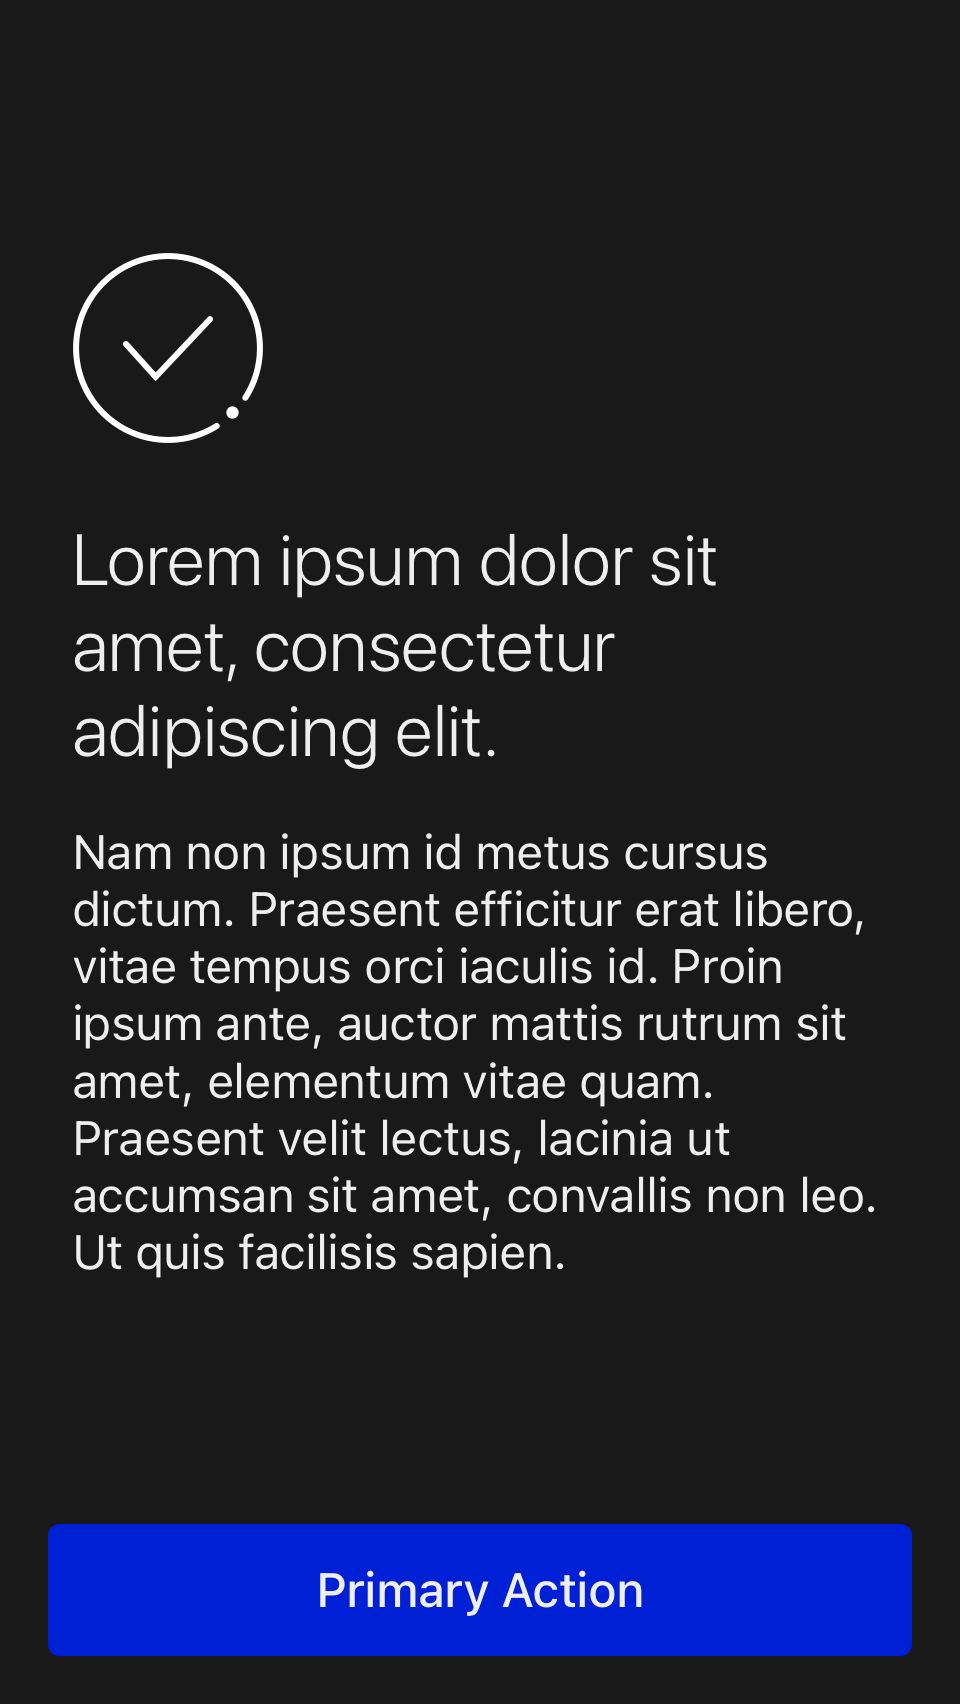 Lorem ipsum dolor sit
amet, consectetur
adipiscing elit.
Nam non ipsum id metus cursus
dictum. Praesent efficitur erat libero,
vitae tempus orci iaculis id. Proin
ipsum ante, auctor mattis rutrum sit
amet, elementum vitae quam.
Praesent velit lectus, lacinia ut
accumsan sit amet, convallis non leo.
Ut quis facilisis sapien.
Primary Action